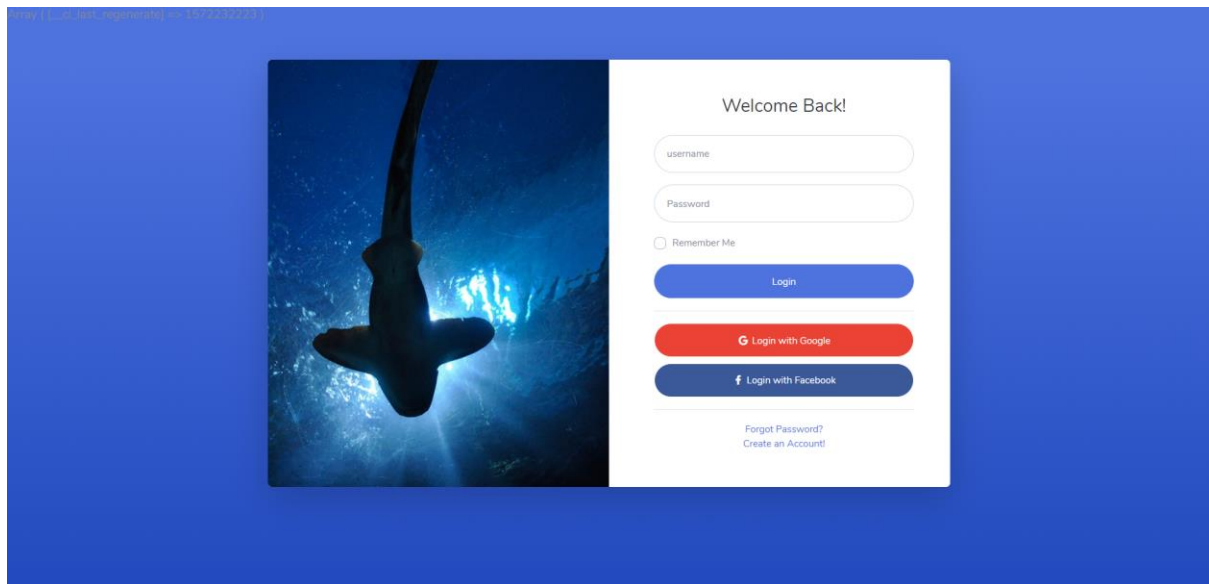 Array ( [__ci_last_regenerate] => 1572232223 )
Welcome Back!
username
Password
Remember Me
Login
G Login with Google
f Login with Facebook
Forgot Password?
Create an Account!